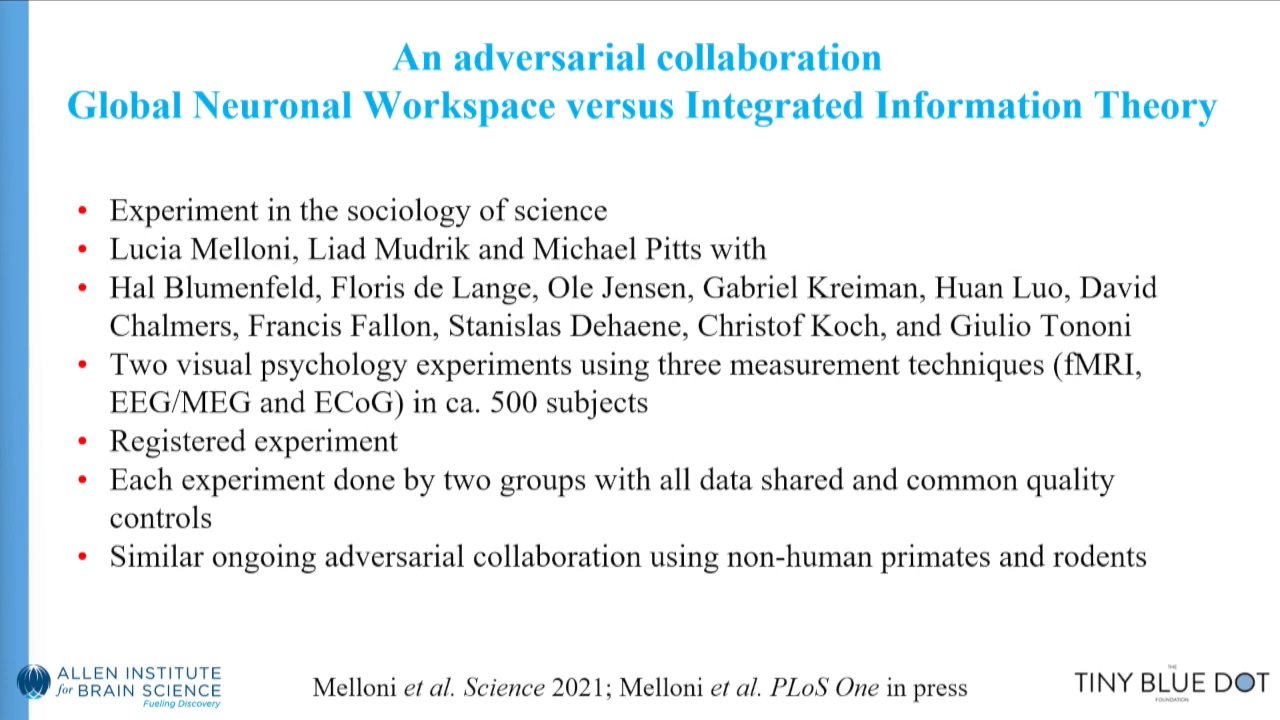 An adversarial collaboration
Global Neuronal Workspace versus Integrated Information Theory
• Experiment in the sociology of science
• Lucia Melloni, Liad Mudrik and Michael Pitts with
• Hal Blumenfeld, Floris de Lange, Ole Jensen, Gabriel Kreiman, Huan Luo, David
Chalmers, Francis Fallon, Stanislas Dehaene, Christof Koch, and Giulio Tononi
• Two visual psychology experiments using three measurement techniques (fMRI,
EEG/MEG and ECoG) in ca. 500 subjects
• Registered experiment
• Each experiment done by two groups with all data shared and common quality
controls
• Similar ongoing adversarial collaboration using non-human primates and rodents
ALLEN INSTITUTE
for BRAIN SCIENCE
Fueling Discovery
Melloni et al. Science 2021; Melloni et al. PLoS One in press
THE
TINY BLUE DOT
FOUNDATION